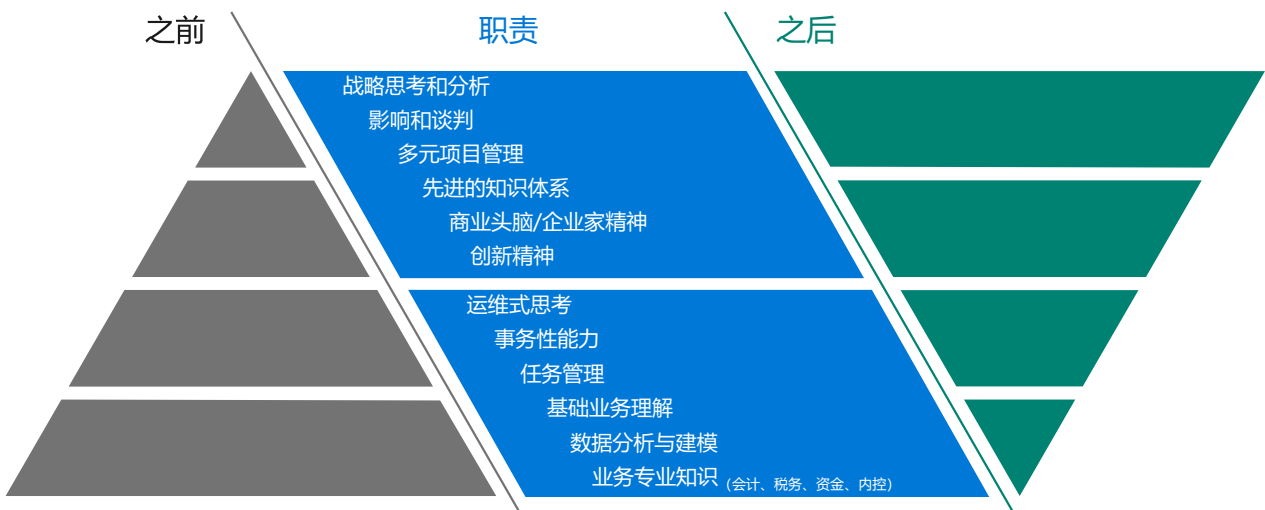 之前
职责
之后
战略思考和分析
影响和谈判
多元项目管理
先进的知识体系
商业头脑/企业家精神
创新精神
运维式思考
事务性能力
任务管理
基础业务理解
数据分析与建模
业务专业知识 (会计、税务、资金、内控)